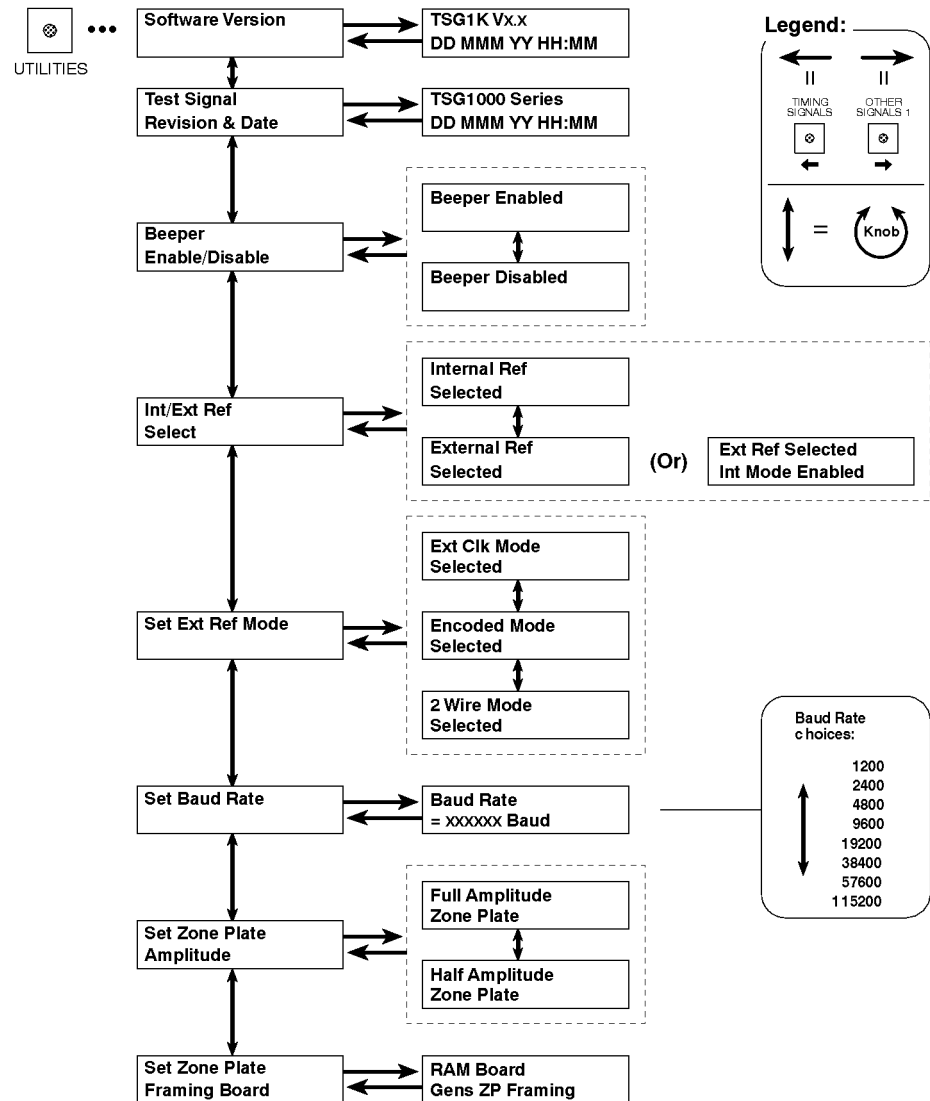 UTILITIES
Software Version
TSG1K Vx.x
DD MMM YY HH:MM
Test Signal
Revision & Date
TSG1000 Series
DD MMM YY HH:MM
Beeper
Enable/Disable
Beeper Enabled
Beeper Disabled
Int/Ext Ref
Select
Internal Ref
Selected
External Ref
Selected
(Or)
Ext Ref Selected
Int Mode Enabled
Set Ext Ref Mode
Ext Clk Mode
Selected
Encoded Mode
Selected
2 Wire Mode
Selected
Set Baud Rate
Baud Rate
= xxxxxx Baud
Set Zone Plate
Amplitude
Full Amplitude
Zone Plate
Half Amplitude
Zone Plate
Set Zone Plate
Framing Board
RAM Board
Gens ZP Framing
Legend:
=
=
TIMING
SIGNALS
OTHER
SIGNALS 1
=
Knob
Baud Rate
choices:
1200
2400
4800
9600
19200
38400
57600
115200